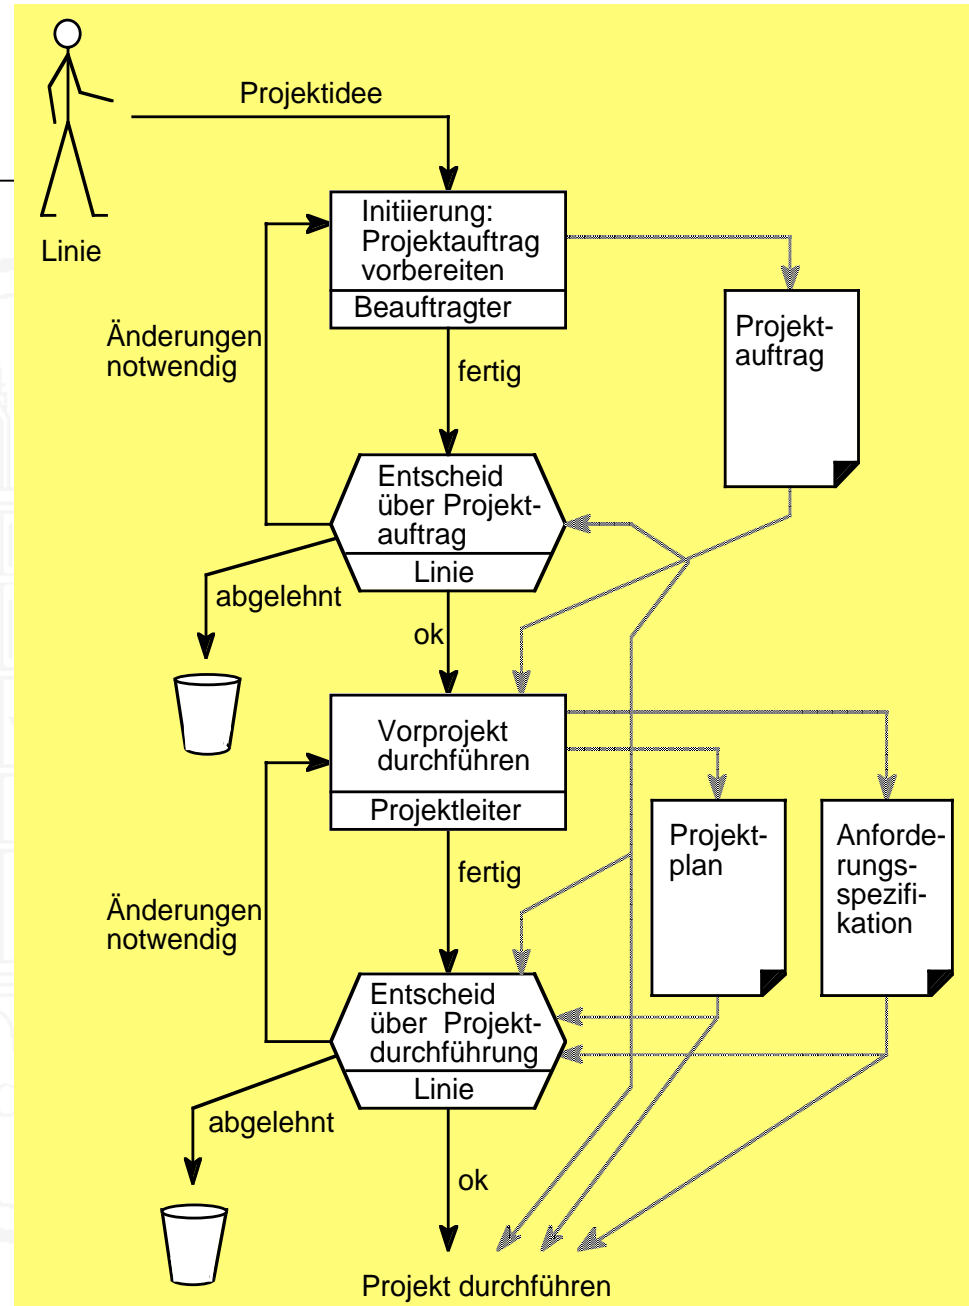 Projektidee
Linie
Initiierung:
Projektauftrag
vorbereiten
Beauftragter
Projekt-
auftrag
Änderungen
notwendig
fertig
Entscheid
über Projekt-
auftrag
Linie
abgelehnt
ok
Vorprojekt
durchführen
Projektleiter
Projekt-
plan
Anforde-
rungs-
spezifi-
kation
fertig
Änderungen
notwendig
Entscheid
über Projekt-
durchführung
Linie
abgelehnt
ok
Projekt durchführen